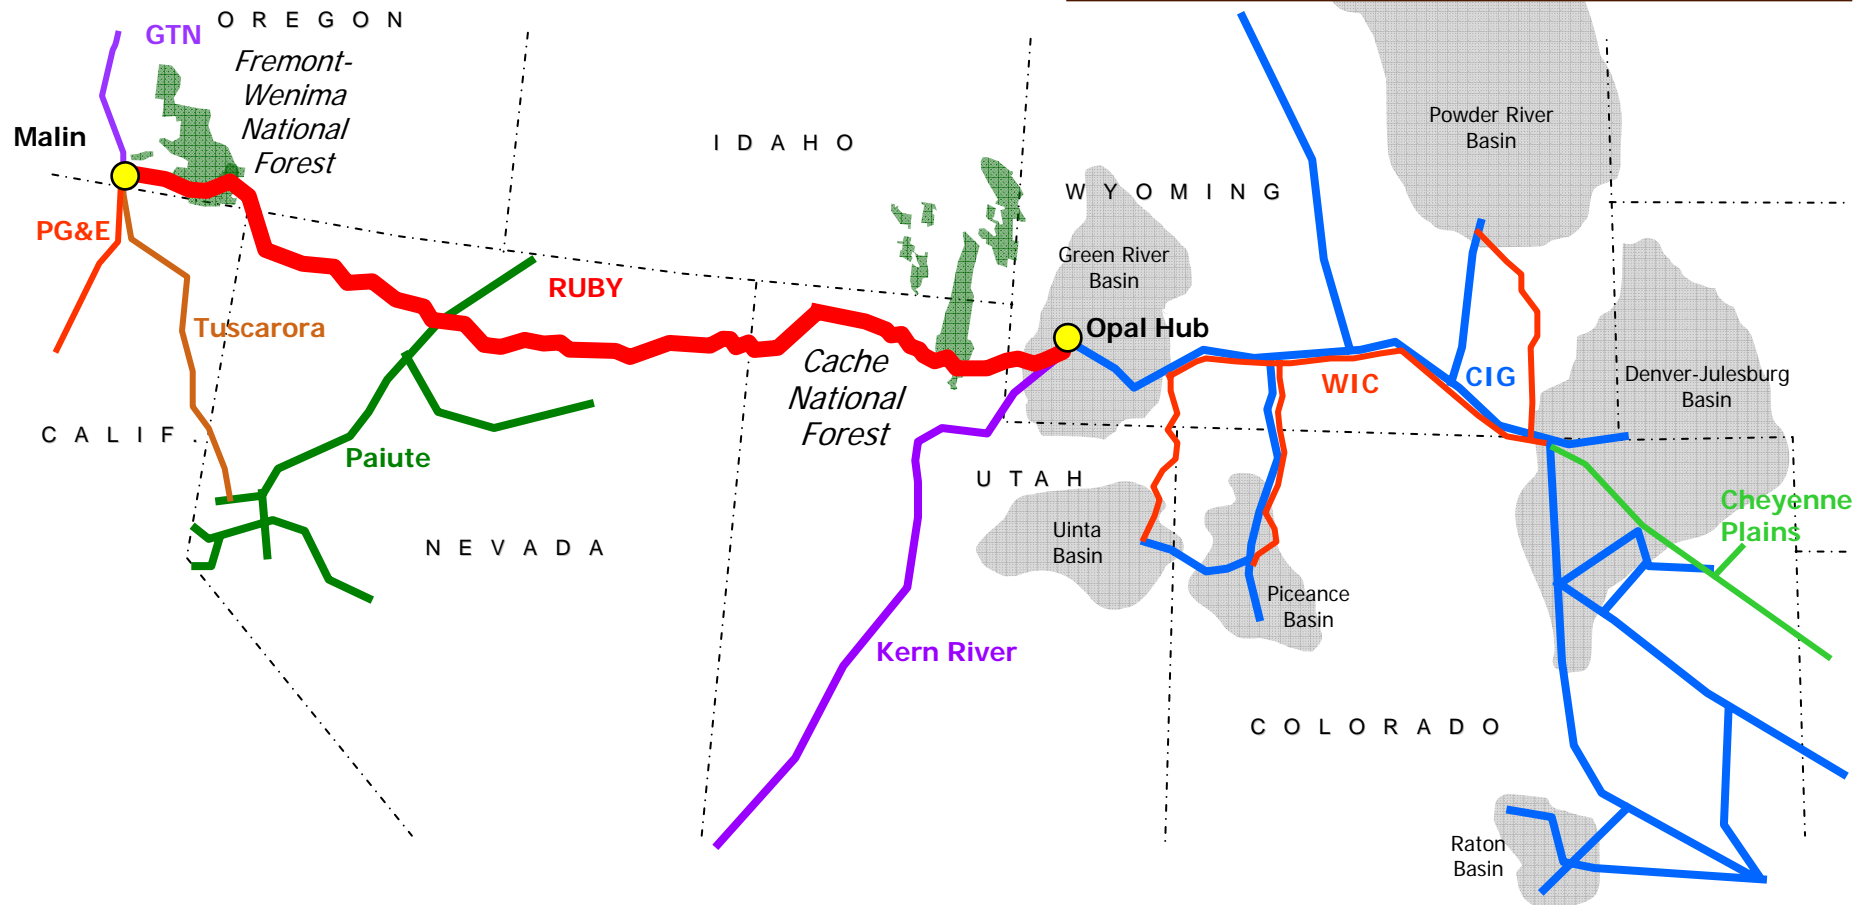 O R E G O N
GTN
Fremont-
Wenima
National
Forest
Malin
I D A H O
Powder River
Basin
W Y O M I N G
PG&E
Green River
Basin
RUBY
Tuscarora
Opal Hub
Cache
National
Forest
WIC
CIG
Denver-Julesburg
Basin
C A L I F .
Paiute
U T A H
Cheyenne
Plains
N E V A D A
Uinta
Basin
Piceance
Basin
Kern River
C O L O R A D O
Raton
Basin